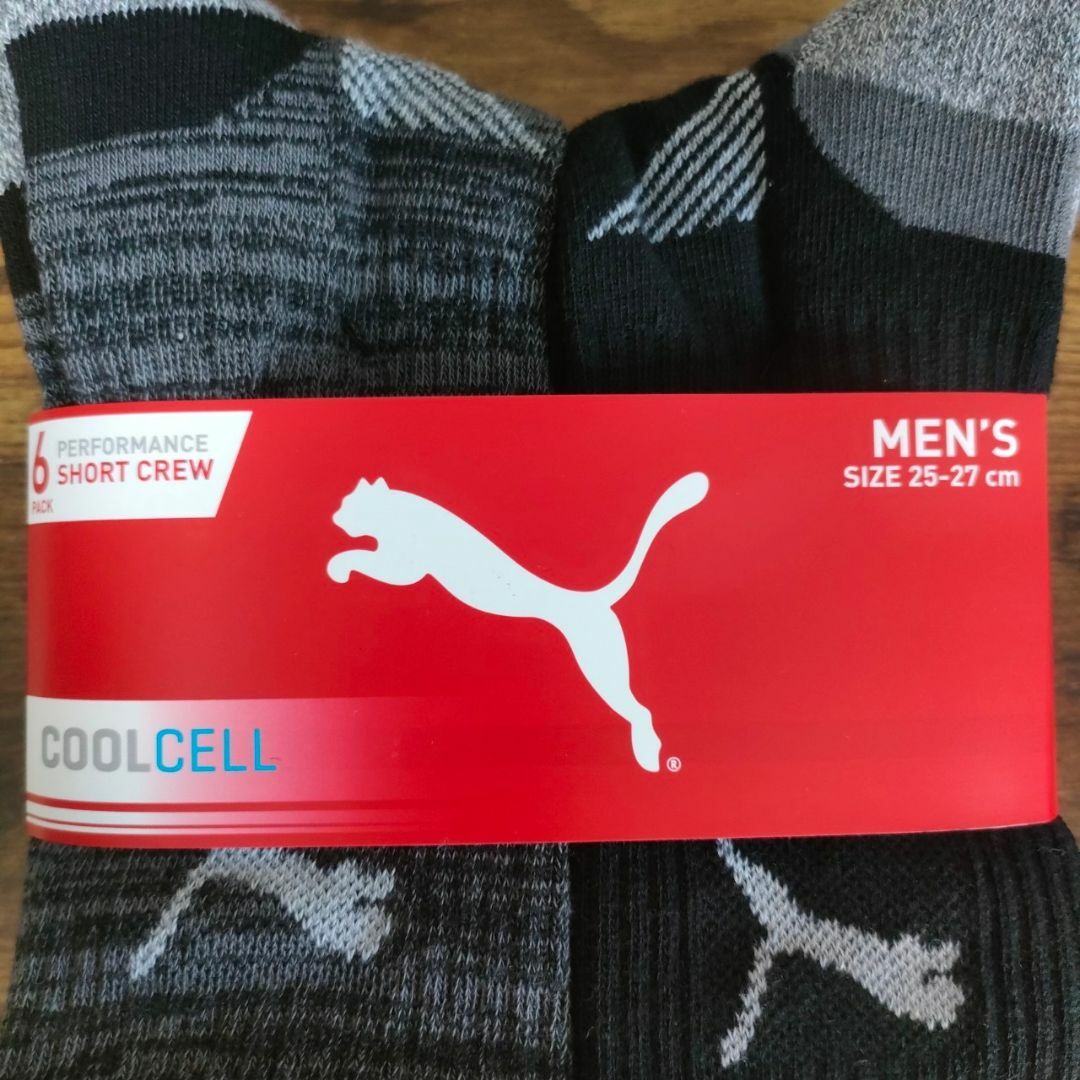 6
PACK
PERFORMANCE
SHORT CREW
MEN'S
SIZE 25-27 cm
®
COOLCELL